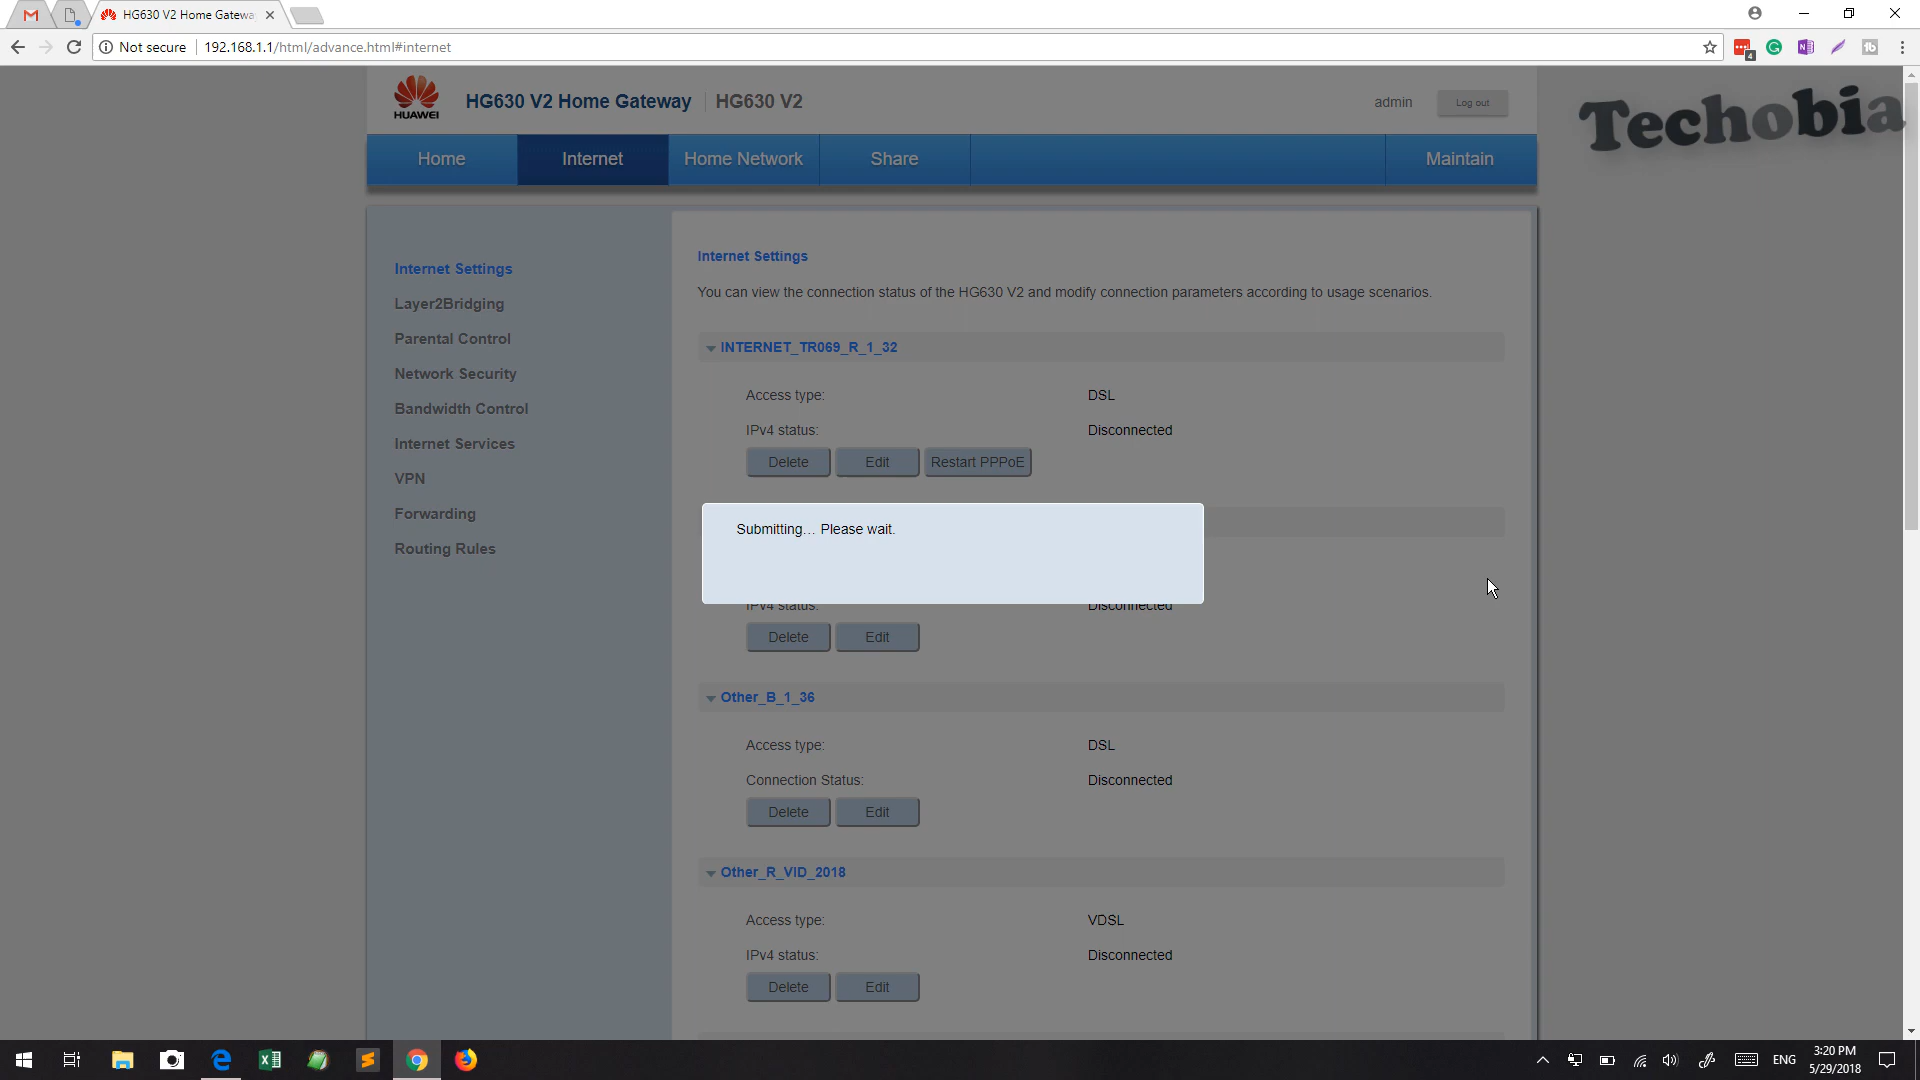 HG630 V2 Home Gateway
Not secure
192.168.1.1/html/advance.html#internet
4
HUAWEI
HG630 V2 Home Gateway
HG630 V2
admin
Log out
Techobia
Home
Internet
Home Network
Share
Maintain
Internet Settings
Layer2Bridging
Parental Control
Network Security
Bandwidth Control
Internet Services
VPN
Forwarding
Routing Rules
Internet Settings
You can view the connection status of the HG630 V2 and modify connection parameters according to usage scenarios.
INTERNET_TR069_R_1_32
Access type: DSL
IPv4 status: Disconnected
Delete Edit Restart PPPoE
Submitting... Please wait.
IPv4 status: Disconnected
Delete Edit
Other_B_1_36
Access type: DSL
Connection Status: Disconnected
Delete Edit
Other_R_VID_2018
Access type: VDSL
IPv4 status: Disconnected
Delete Edit
ENG
3:20 PM
5/29/2018